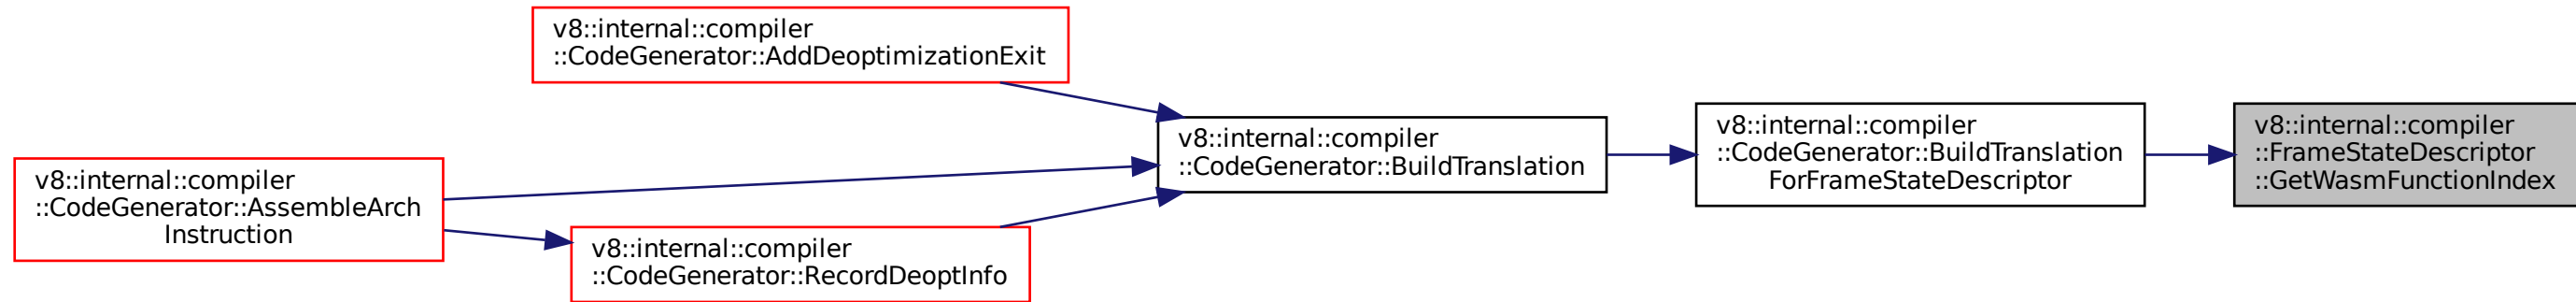 v8::internal::compiler
::CodeGenerator::AddDeoptimizationExit
v8::internal::compiler
::CodeGenerator::AssembleArch
Instruction
v8::internal::compiler
::CodeGenerator::RecordDeoptInfo
v8::internal::compiler
::CodeGenerator::BuildTranslation
v8::internal::compiler
::CodeGenerator::BuildTranslation
ForFrameStateDescriptor
v8::internal::compiler
::FrameStateDescriptor
::GetWasmFunctionIndex